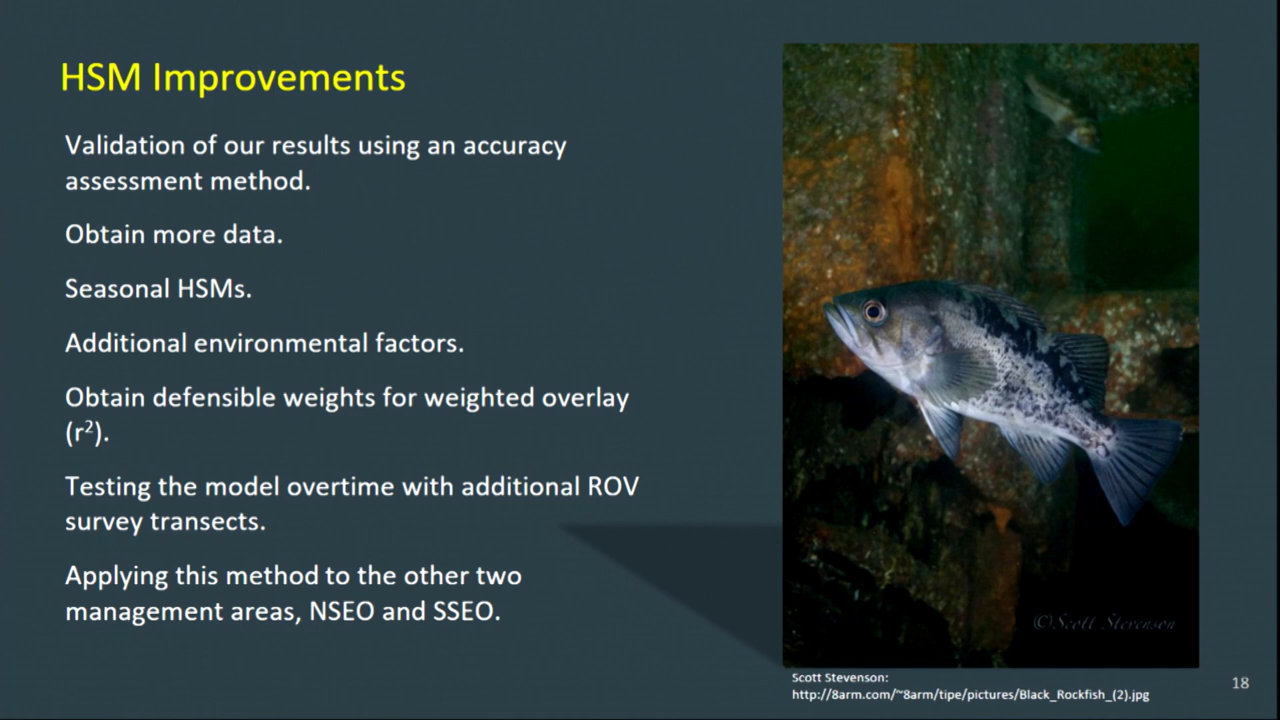 HSM Improvements
Validation of our results using an accuracy
assessment method.
Obtain more data.
Seasonal HSMs.
Additional environmental factors.
Obtain defensible weights for weighted overlay
(r²).
Testing the model overtime with additional ROV
survey transects.
Applying this method to the other two
management areas, NSEO and SSEO.
©Scott Stevenson
Scott Stevenson:
http://8arm.com/~8arm/tipe/pictures/Black_Rockfish_(2).jpg
18